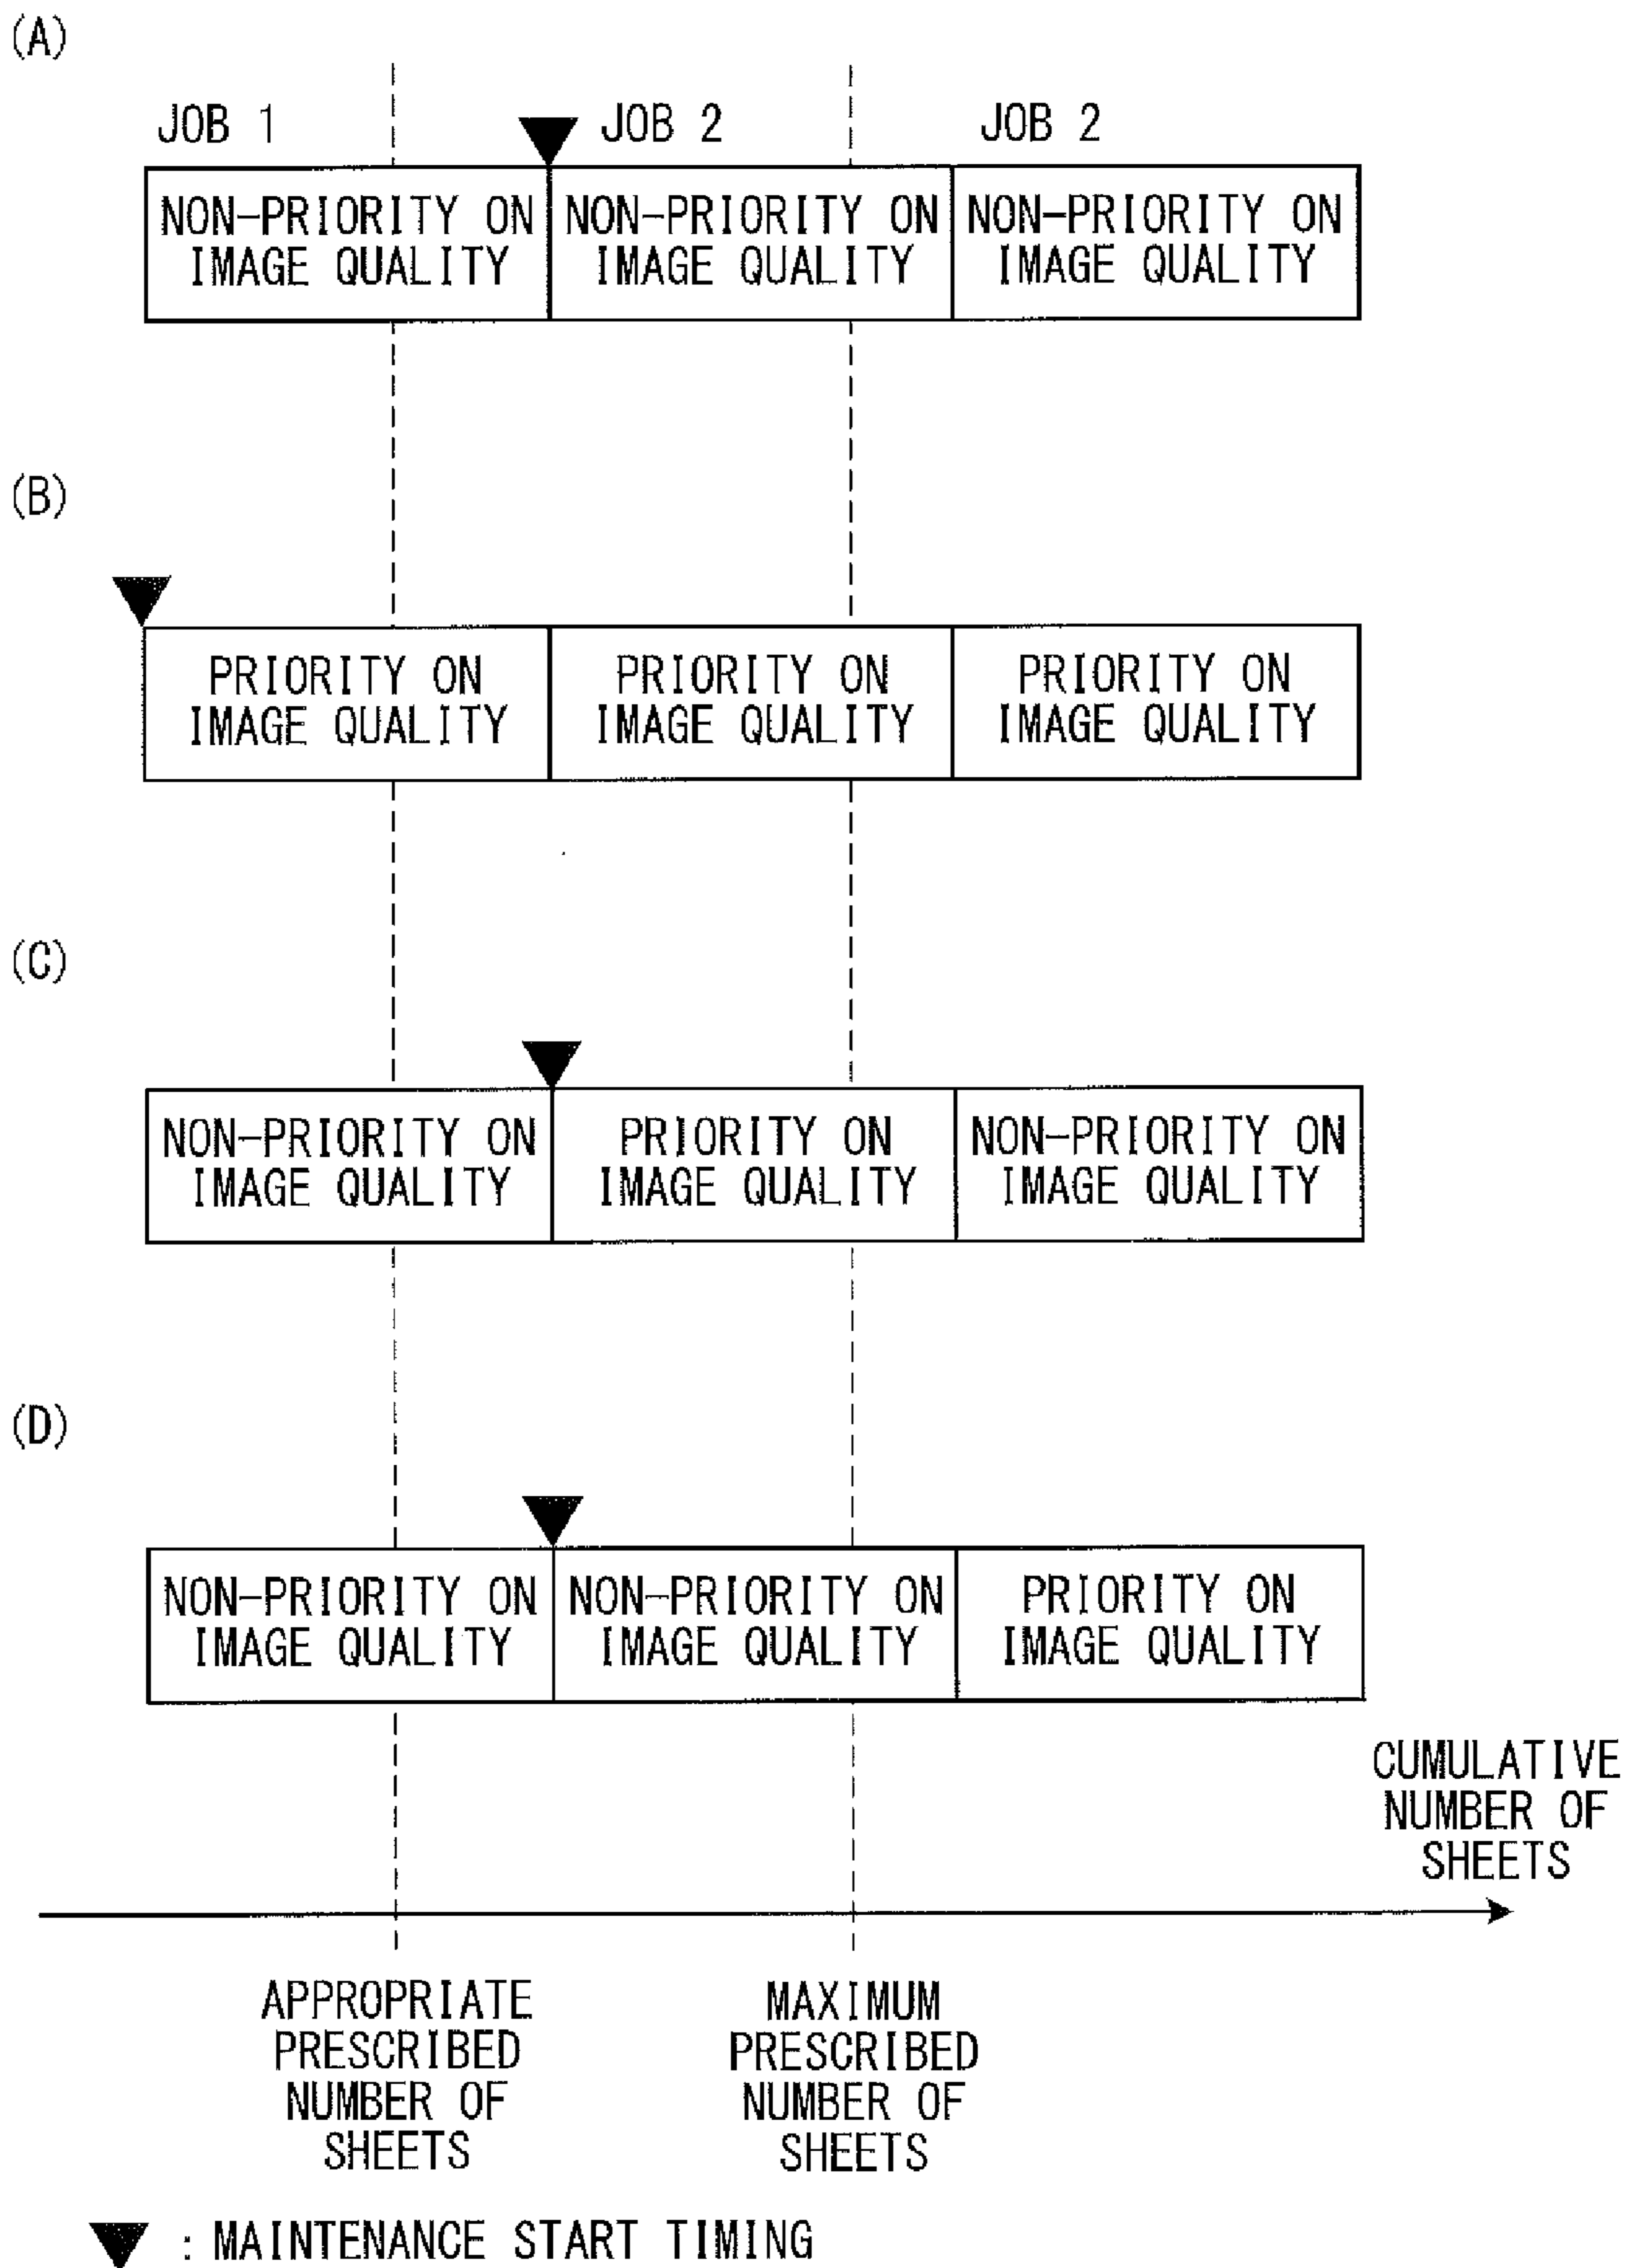 (A)
JOB 1 JOB 2 JOB 2
NON-PRIORITY ON NON-PRIORITY ON NON-PRIORITY ON
IMAGE QUALITY IMAGE QUALITY IMAGE QUALITY
(B)
PRIORITY ON PRIORITY ON PRIORITY ON
IMAGE QUALITY IMAGE QUALITY IMAGE QUALITY
(C)
NON-PRIORITY ON PRIORITY ON NON-PRIORITY ON
IMAGE QUALITY IMAGE QUALITY IMAGE QUALITY
(D)
NON-PRIORITY ON NON-PRIORITY ON PRIORITY ON
IMAGE QUALITY IMAGE QUALITY IMAGE QUALITY
CUMULATIVE
NUMBER OF
SHEETS
APPROPRIATE
PRESCRIBED
NUMBER OF
SHEETS
MAXIMUM
PRESCRIBED
NUMBER OF
SHEETS
: MAINTENANCE START TIMING